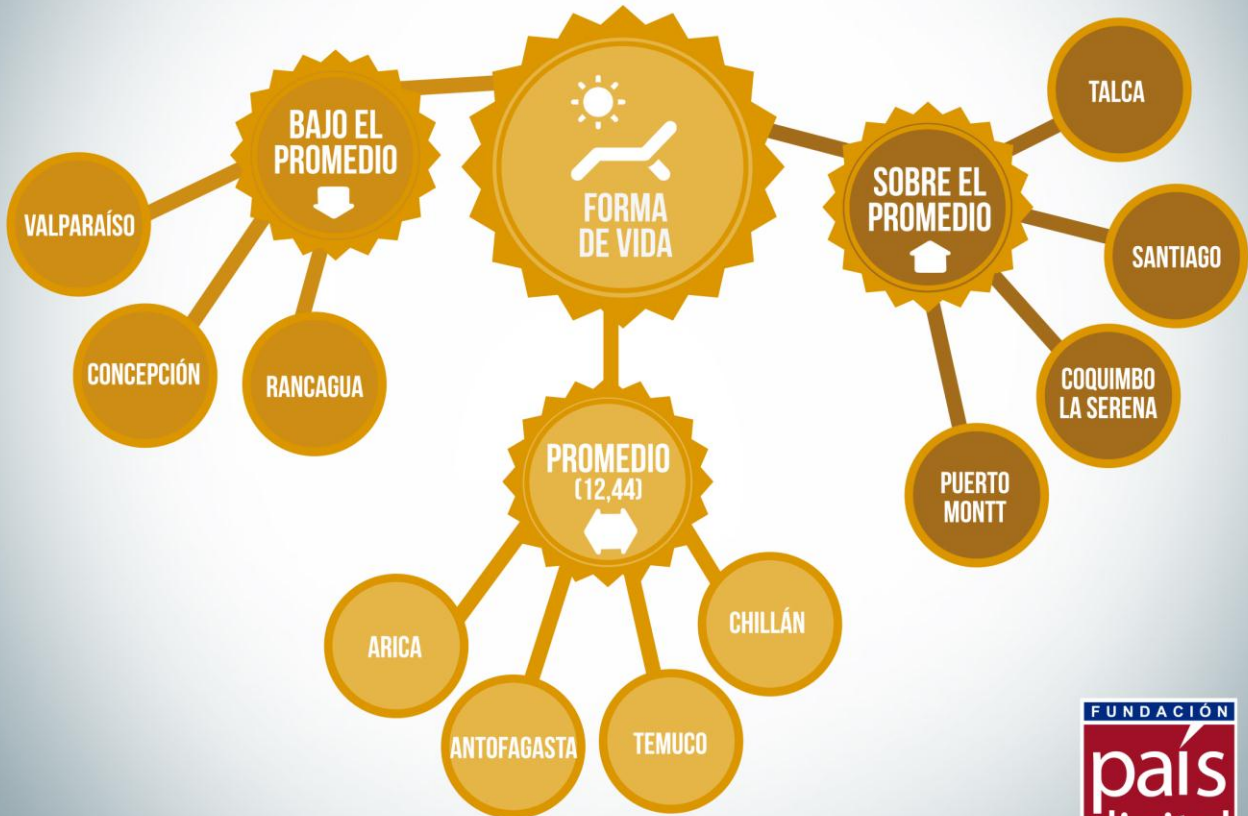 FORMA
DE VIDA
BAJO EL
PROMEDIO
VALPARAÍSO
CONCEPCIÓN
RANCAGUA
PROMEDIO
(12,44)
ARICA
ANTOFAGASTA
TEMUCO
CHILLÁN
SOBRE EL
PROMEDIO
TALCA
SANTIAGO
COQUIMBO
LA SERENA
PUERTO
MONTT
FUNDACIÓN
país
digital